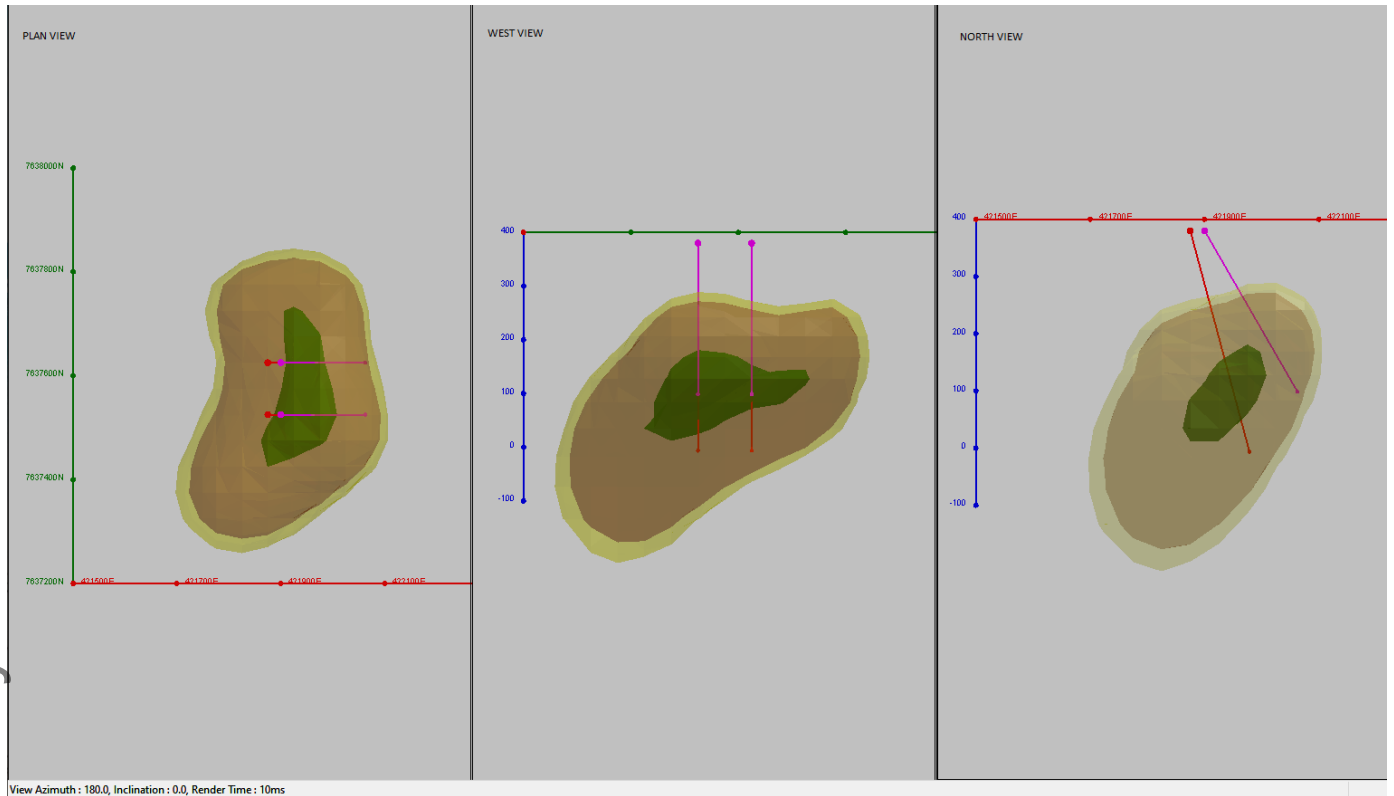 PLAN VIEW
WEST VIEW
NORTH VIEW
7638000N
7637800N
7637600N
7637400N
7637200N
421500E
421700E
421900E
422100E
400
300
200
100
0
-100
400
421500E
421700E
421900E
422100E
300
200
100
0
-100
View Azimuth : 180.0, Inclination : 0.0, Render Time : 10ms